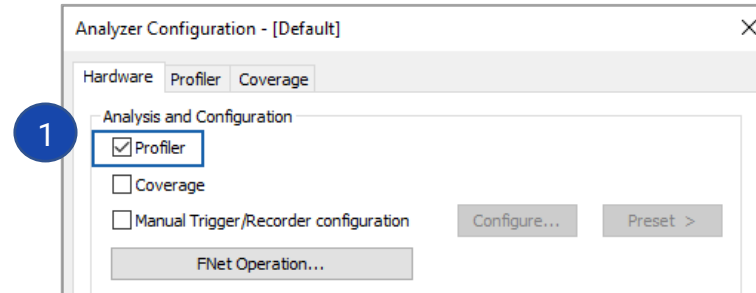 Analyzer Configuration - [Default]
Hardware Profiler Coverage
Analysis and Configuration
1
Profiler
Coverage
Manual Trigger/Recorder configuration Configure... Preset >
FNet Operation...